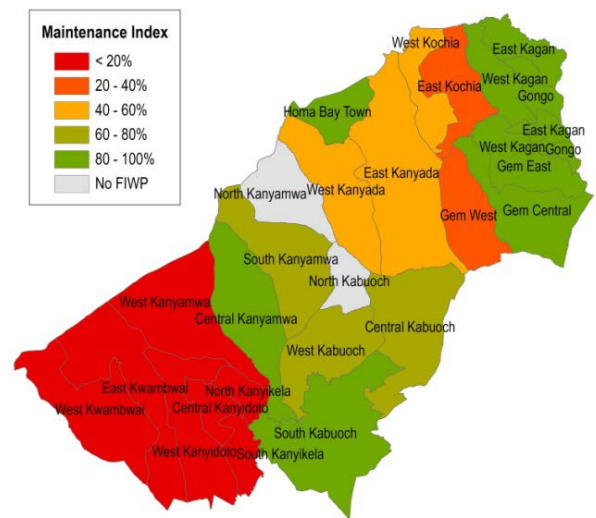 Maintenance Index
< 20%
20 - 40%
40 - 60%
60 - 80%
80 - 100%
No FIWP
West Kochia
East Kagan
East Kochia
West Kagan
Gongo
Homa Bay Town
East Kagan
West Kagan
Gongo
Gem East
East Kanyada
North Kanyamwa
West Kanyada
Gem West
Gem Central
South Kanyamwa
North Kabuoch
West Kanyamwa
Central Kanyamwa
Central Kabuoch
West Kabuoch
East Kwambwai
North Kanyikela
West Kwambwai
Central Kanyidoto
South Kabuoch
West Kanyidoto
South Kanyikela